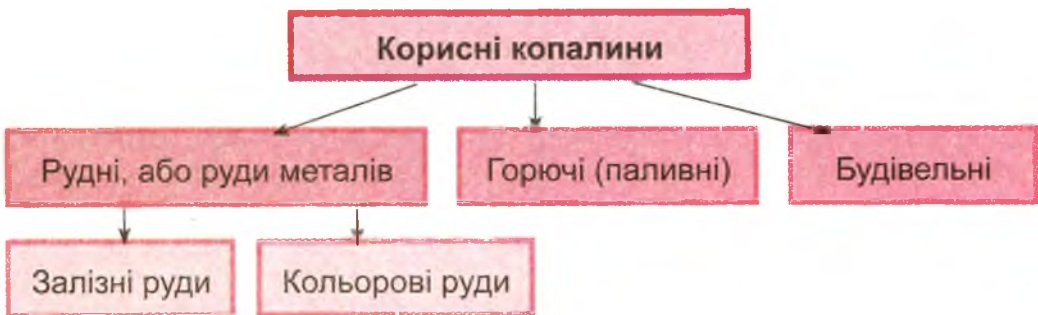 Корисні копалини
Рудні, або руди металів
Горючі (паливні)
Будівельні
Залізні руди
Кольорові руди